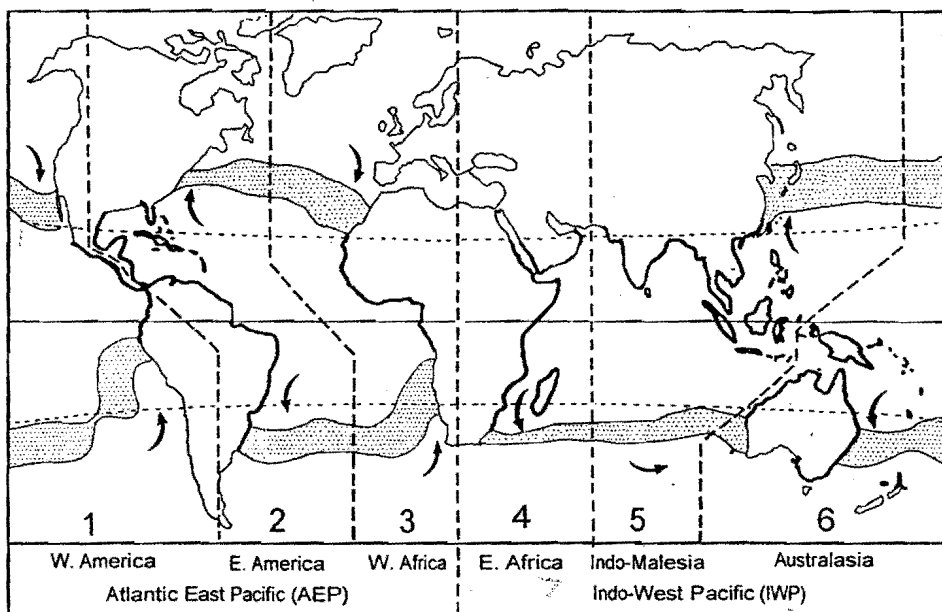 1 2 3 4 5 6
W. America E. America W. Africa E. Africa Indo-Malesia Australasia
Atlantic East Pacific (AEP) Indo-West Pacific (IWP)